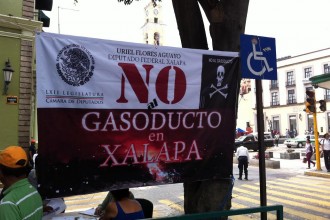 URIEL FLORES AGUAYO
DIPUTADO FEDERAL XALAPA
LXII LEGISLATURA
CÁMARA DE DIPUTADOS
NO
al
GASODUCTO
en
XALAPA